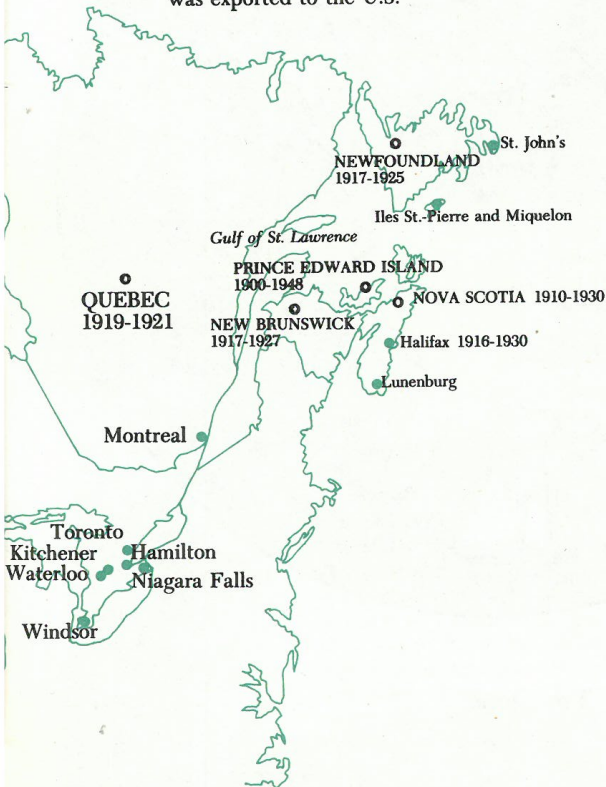 was exported to the U.S.
St. John's
NEWFOUNDLAND
1917-1925
Iles St.-Pierre and Miquelon
Gulf of St. Lawrence
PRINCE EDWARD ISLAND
1900-1948
QUEBEC
1919-1921
NOVA SCOTIA 1910-1930
NEW BRUNSWICK
1917-1927
Halifax 1916-1930
Lunenburg
Montreal
Toronto
Kitchener
Hamilton
Waterloo
Niagara Falls
Windsor